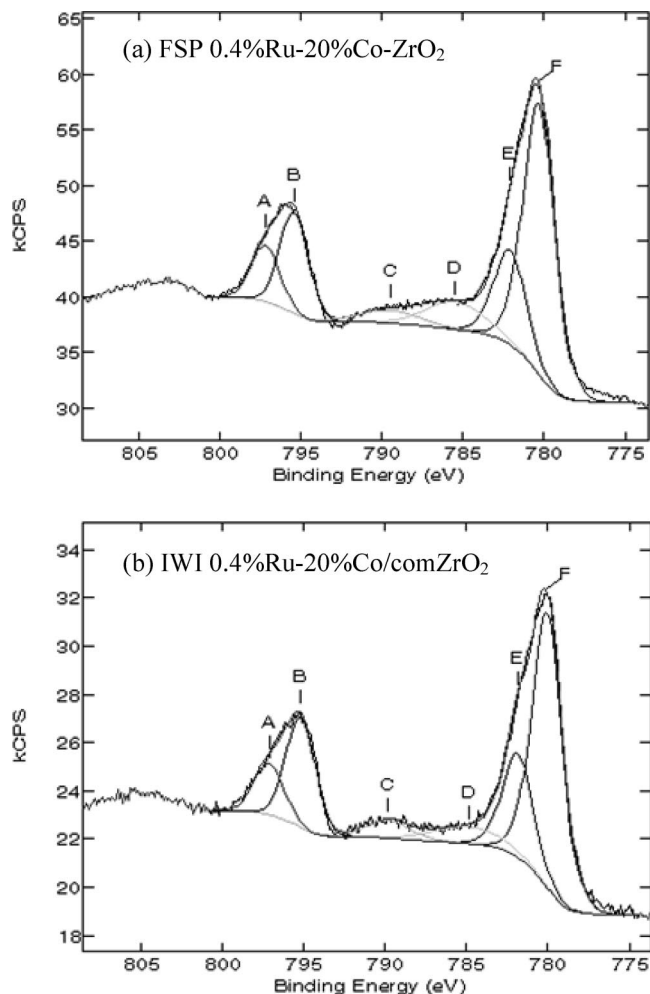 (a) FSP 0.4%Ru-20%Co-ZrO₂
60
55
50
45
40
35
30
kCPS
A
B
C
D
E
F
805 800 795 790 785 780 775
Binding Energy (eV)
(b) IWI 0.4%Ru-20%Co/comZrO₂
34
32
30
28
26
24
22
20
18
kCPS
A
B
C
D
E
F
805 800 795 790 785 780 775
Binding Energy (eV)